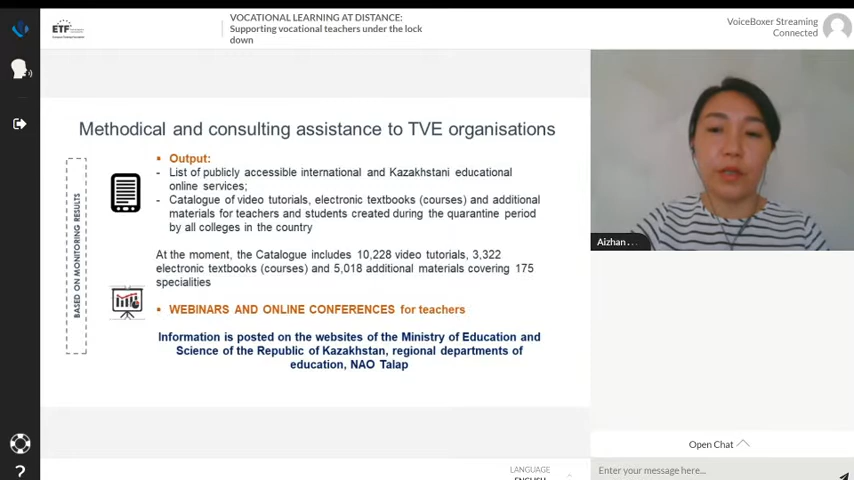 ETF
VOCATIONAL LEARNING AT DISTANCE:
Supporting vocational teachers under the lock
down
VoiceBoxer Streaming
Connected
Methodical and consulting assistance to TVE organisations
BASED ON MONITORING RESULTS
▪ Output:
- List of publicly accessible international and Kazakhstani educational
online services;
- Catalogue of video tutorials, electronic textbooks (courses) and additional
materials for teachers and students created during the quarantine period
by all colleges in the country
At the moment, the Catalogue includes 10,228 video tutorials, 3,322
electronic textbooks (courses) and 5,018 additional materials covering 175
specialities
▪ WEBINARS AND ONLINE CONFERENCES for teachers
Information is posted on the websites of the Ministry of Education and
Science of the Republic of Kazakhstan, regional departments of
education, NAO Talap
Aizhan ...
Open Chat
Enter your message here...
LANGUAGE
ENGLISH
?